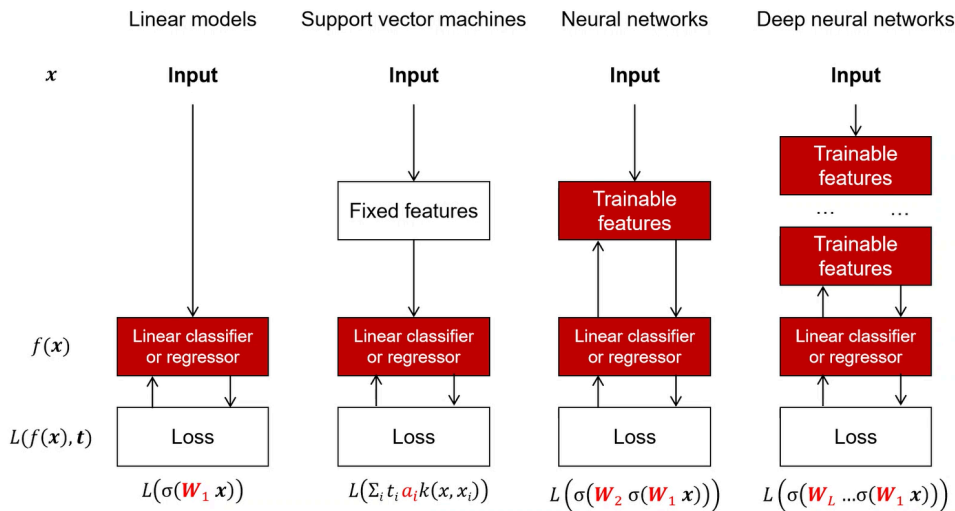 Linear models
Support vector machines
Neural networks
Deep neural networks
x
Input
Input
Input
Input
Trainable
features
Fixed features
Trainable
features
... ...
Trainable
features
f(x)
Linear classifier
or regressor
Linear classifier
or regressor
Linear classifier
or regressor
Linear classifier
or regressor
L(f(x), t)
Loss
Loss
Loss
Loss
L(σ(W₁ x))
L(Σᵢ tᵢ aᵢ k(x, xᵢ))
L(σ(W₂ σ(W₁ x)))
L(σ(W_L …σ(W₁ x)))